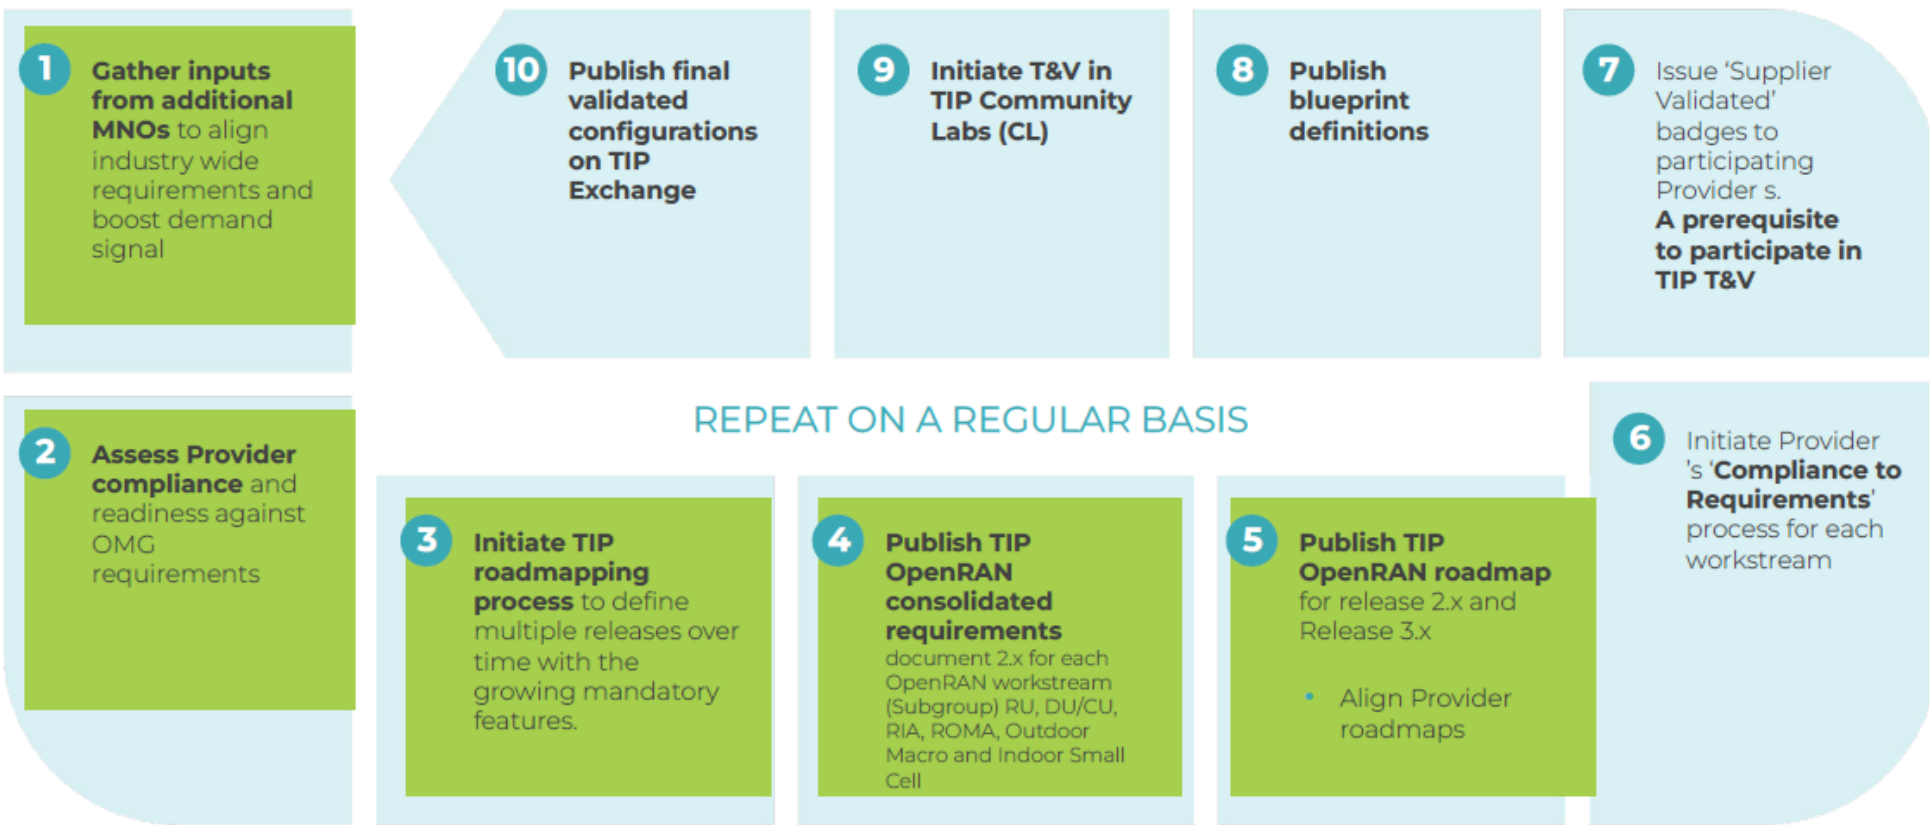 1
Gather inputs
from additional
MNOs to align
industry wide
requirements and
boost demand
signal
10
Publish final
validated
configurations
on TIP
Exchange
9
Initiate T&V in
TIP Community
Labs (CL)
8
Publish
blueprint
definitions
7
Issue ‘Supplier
Validated’
badges to
participating
Provider s.
A prerequisite
to participate in
TIP T&V
2
Assess Provider
compliance and
readiness against
OMG
requirements
REPEAT ON A REGULAR BASIS
3
Initiate TIP
roadmapping
process to define
multiple releases over
time with the
growing mandatory
features.
4
Publish TIP
OpenRAN
consolidated
requirements
document 2.x for each
OpenRAN workstream
(Subgroup) RU, DU/CU,
RIA, ROMA, Outdoor
Macro and Indoor Small
Cell
5
Publish TIP
OpenRAN roadmap
for release 2.x and
Release 3.x
• Align Provider
roadmaps
6
Initiate Provider
’s ‘Compliance to
Requirements’
process for each
workstream